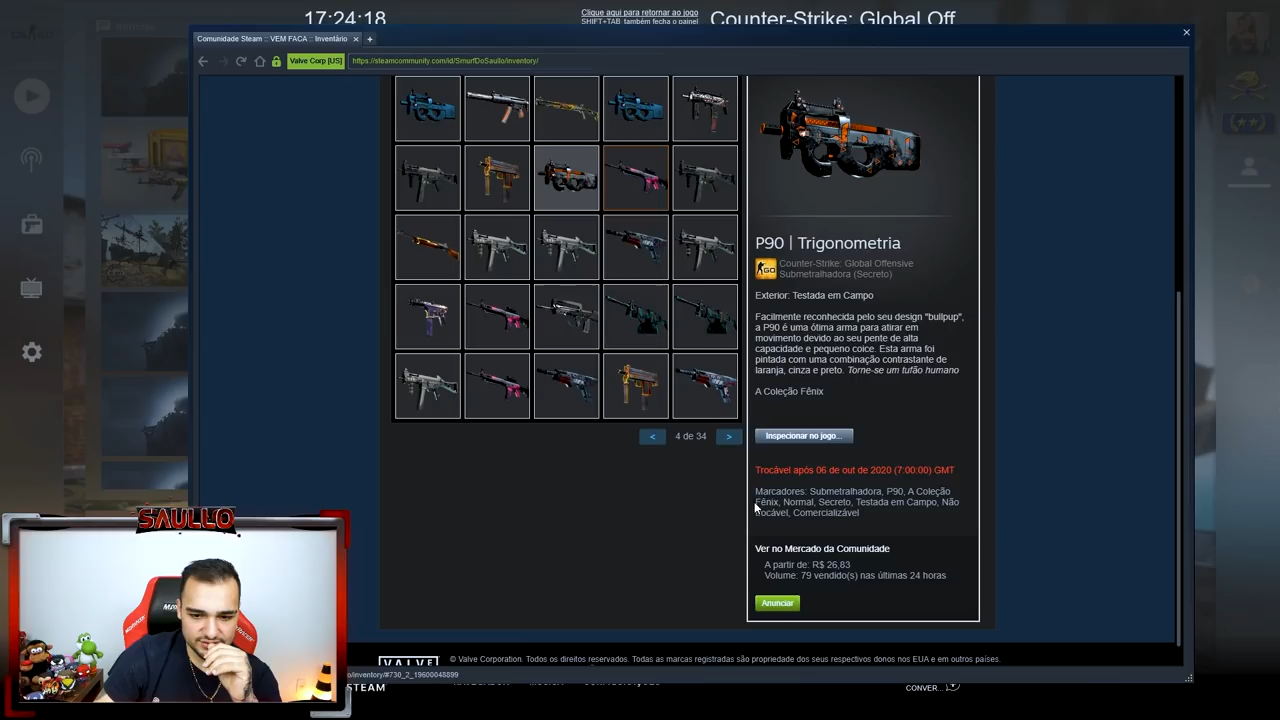 17:24:18
Clique aqui para retornar ao jogo
SHIFT+TAB também fecha o painel
Counter-Strike: Global Off
Comunidade Steam :: VEM FACA :: Inventário
Valve Corp [US]
https://steamcommunity.com/id/SmurfDoSaullo/inventory/
P90 | Trigonometria
Counter-Strike: Global Offensive
Submetralhadora (Secreto)
Exterior: Testada em Campo
Facilmente reconhecida pelo seu design "bullpup",
a P90 é uma ótima arma para atirar em
movimento devido ao seu pente de alta
capacidade e pequeno coice. Esta arma foi
pintada com uma combinação contrastante de
laranja, cinza e preto. Torne-se um tufão humano
A Coleção Fênix
< 4 de 34 >
Inspecionar no jogo...
Trocável após 06 de out de 2020 (7:00:00) GMT
Marcadores: Submetralhadora, P90, A Coleção
Fênix, Normal, Secreto, Testada em Campo, Não
trocável, Comercializável
Ver no Mercado da Comunidade
A partir de: R$ 26,83
Volume: 79 vendido(s) nas últimas 24 horas
Anunciar
SAULLO
VALVE
© Valve Corporation. Todos os direitos reservados. Todas as marcas registradas são propriedade dos seus respectivos donos nos EUA e em outros países.
o/inventory/#730_2_19600048899
STEAM
CONVER...